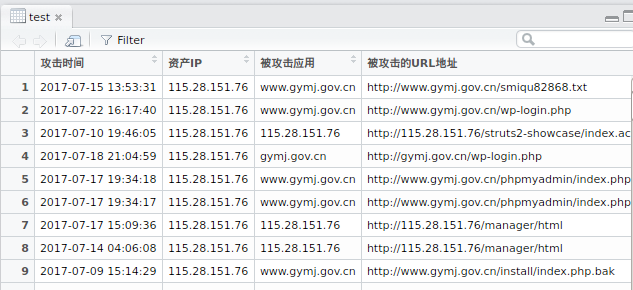 test
Filter
攻击时间 资产IP 被攻击应用 被攻击的URL地址
1 2017-07-15 13:53:31 115.28.151.76 www.gymj.gov.cn http://www.gymj.gov.cn/smiqu82868.txt
2 2017-07-22 16:17:40 115.28.151.76 www.gymj.gov.cn http://www.gymj.gov.cn/wp-login.php
3 2017-07-10 19:46:05 115.28.151.76 115.28.151.76 http://115.28.151.76/struts2-showcase/index.ac
4 2017-07-18 21:04:59 115.28.151.76 gymj.gov.cn http://gymj.gov.cn/wp-login.php
5 2017-07-17 19:34:18 115.28.151.76 www.gymj.gov.cn http://www.gymj.gov.cn/phpmyadmin/index.php
6 2017-07-17 19:34:17 115.28.151.76 www.gymj.gov.cn http://www.gymj.gov.cn/phpmyadmin/index.php
7 2017-07-17 15:09:36 115.28.151.76 115.28.151.76 http://115.28.151.76/manager/html
8 2017-07-14 04:06:08 115.28.151.76 115.28.151.76 http://115.28.151.76/manager/html
9 2017-07-09 15:14:29 115.28.151.76 www.gymj.gov.cn http://www.gymj.gov.cn/install/index.php.bak